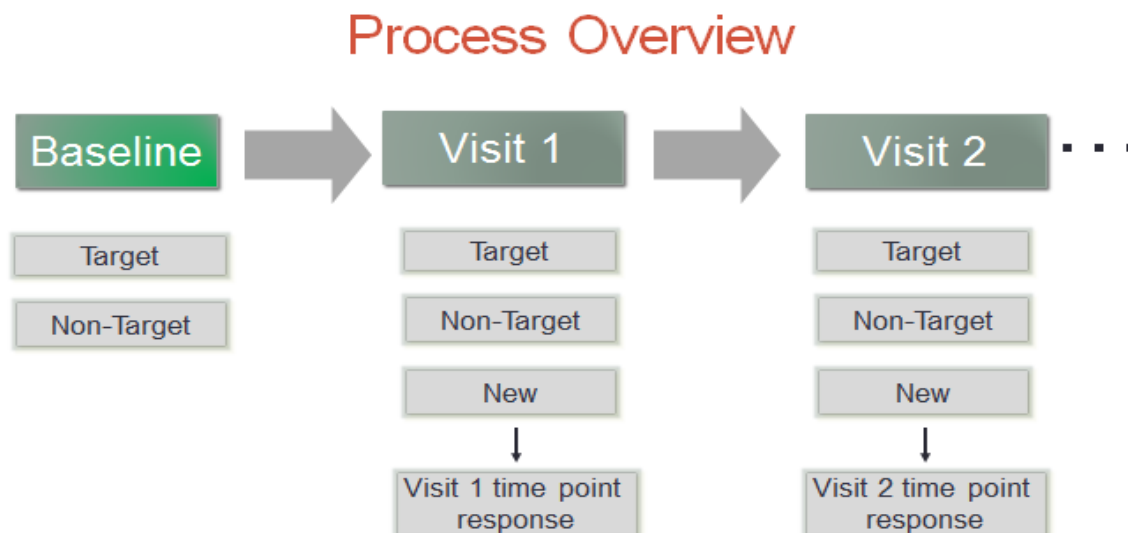 Process Overview
Baseline
Visit 1
Visit 2
. . .
Target
Non-Target
Target
Non-Target
New
Visit 1 time point
response
Target
Non-Target
New
Visit 2 time point
response